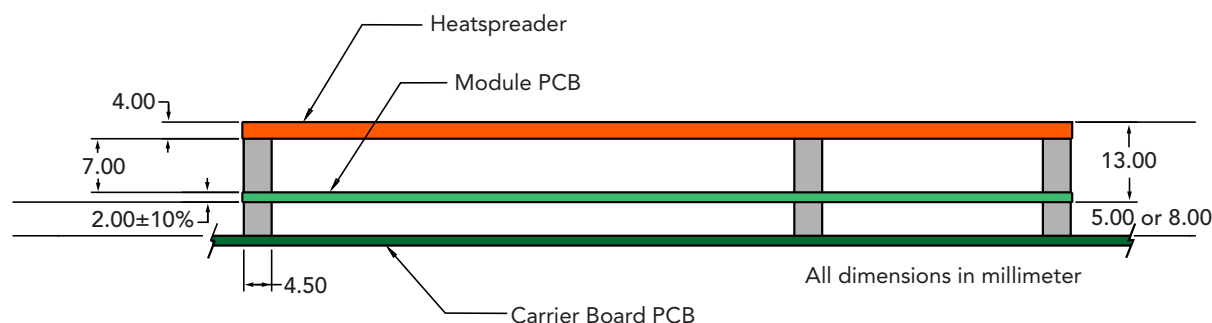 Heatspreader
Module PCB
4.00
7.00
13.00
2.00±10%
5.00 or 8.00
All dimensions in millimeter
4.50
Carrier Board PCB